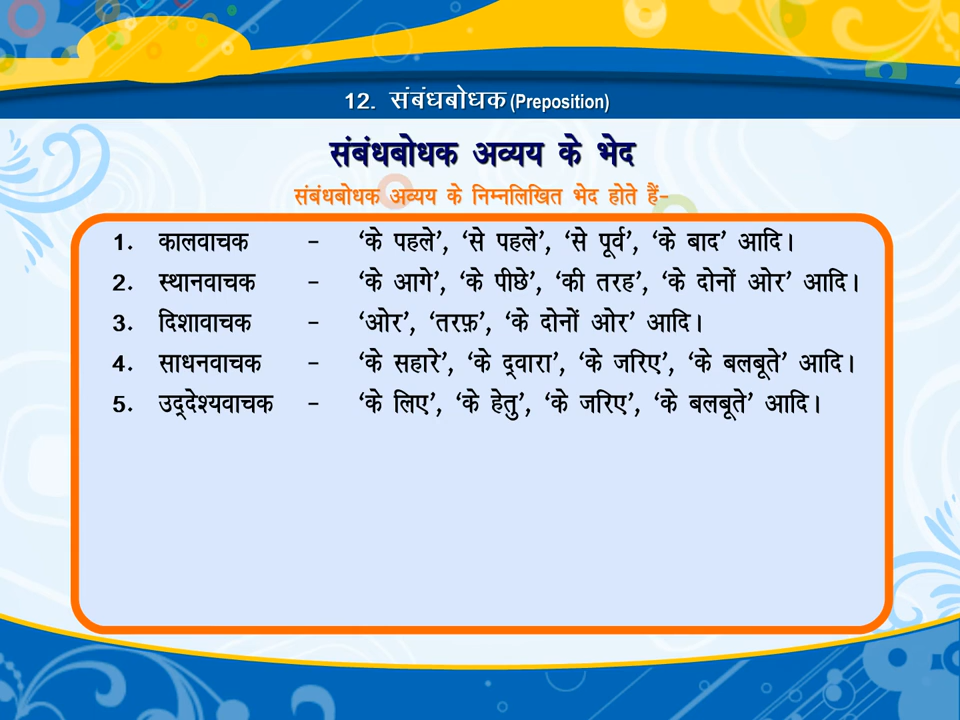 12. संबंधबोधक (Preposition)
संबंधबोधक अव्यय के भेद
संबंधबोधक अव्यय के निम्नलिखित भेद होते हैं-
1. कालवाचक - ‘के पहले’, ‘से पहले’, ‘से पूर्व’, ‘के बाद’ आदि।
2. स्थानवाचक - ‘के आगे’, ‘के पीछे’, ‘की तरह’, ‘के दोनों ओर’ आदि।
3. दिशावाचक - ‘ओर’, ‘तरफ़’, ‘के दोनों ओर’ आदि।
4. साधनवाचक - ‘के सहारे’, ‘के द्‌वारा’, ‘के जरिए’, ‘के बलबूते’ आदि।
5. उद्‌देश्यवाचक - ‘के लिए’, ‘के हेतु’, ‘के जरिए’, ‘के बलबूते’ आदि।